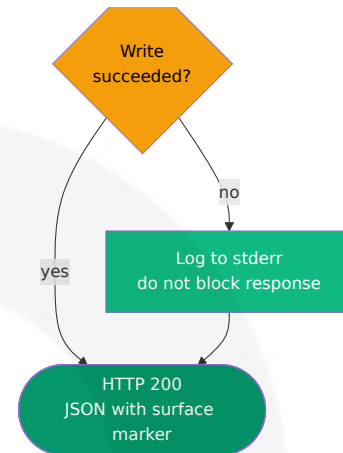 Write
succeeded?
no
Log to stderr
do not block response
yes
HTTP 200
JSON with surface
marker